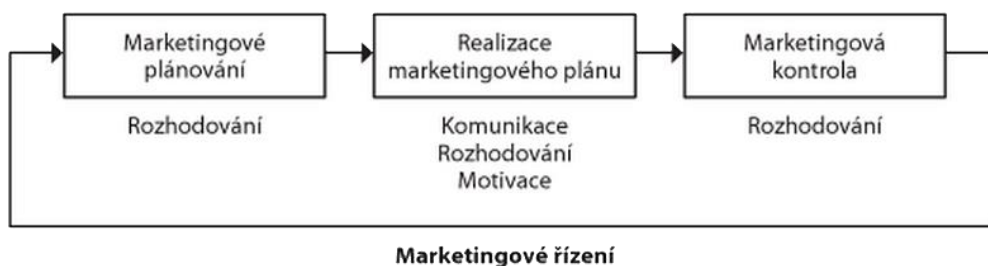 Marketingové
plánování
Realizace
marketingového plánu
Marketingová
kontrola
Rozhodování
Komunikace
Rozhodování
Motivace
Rozhodování
Marketingové řízení